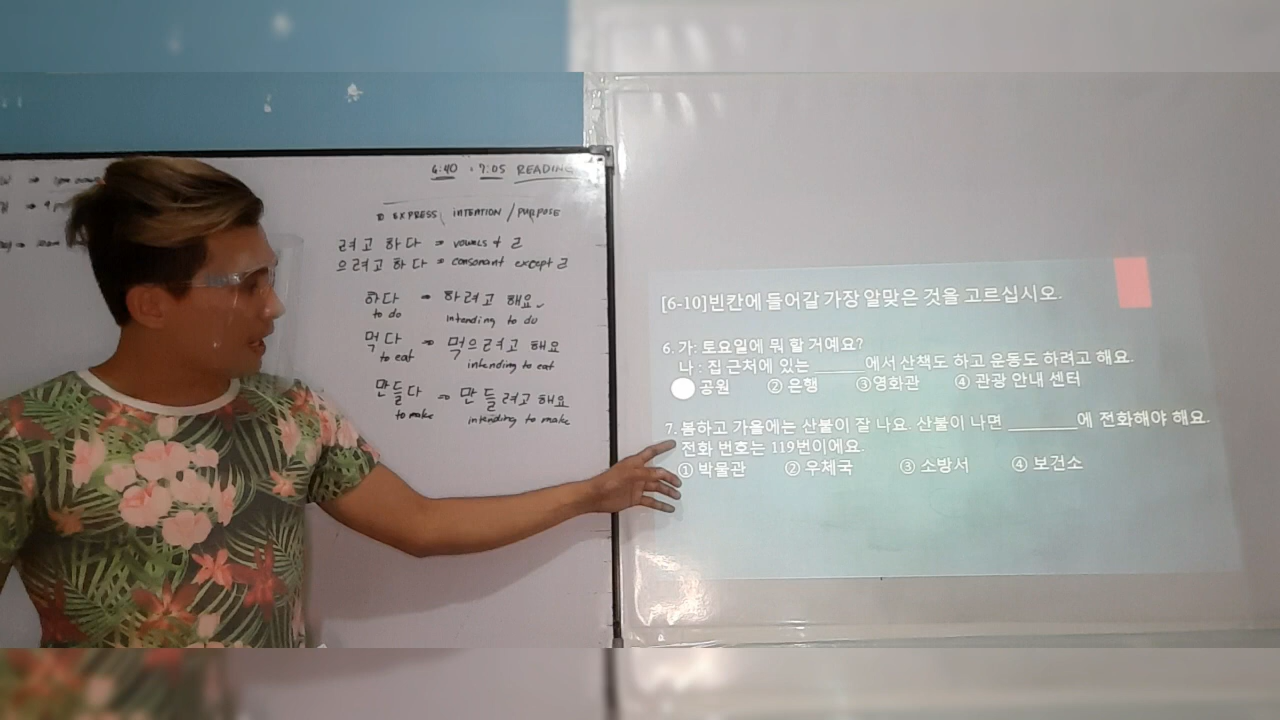 6:40 - 7:05 READING
EXPRESS INTENTION / PURPOSE
려고 하다 ⇒ vowels & ㄹ
으려고 하다 ⇒ consonant except ㄹ
하다 ⇒ 하려고 해요
to do intending to do
먹다 ⇒ 먹으려고 해요
to eat intending to eat
만들다 ⇒ 만들려고 해요
to make intending to make
[6-10]빈칸에 들어갈 가장 알맞은 것을 고르십시오.
6. 가: 토요일에 뭐 할 거예요?
나 : 집 근처에 있는 ______에서 산책도 하고 운동도 하려고 해요.
공원 ② 은행 ③영화관 ④ 관광 안내 센터
7. 봄하고 가을에는 산불이 잘 나요. 산불이 나면 ________에 전화해야 해요.
전화 번호는 119번이에요.
① 박물관 ② 우체국 ③ 소방서 ④ 보건소